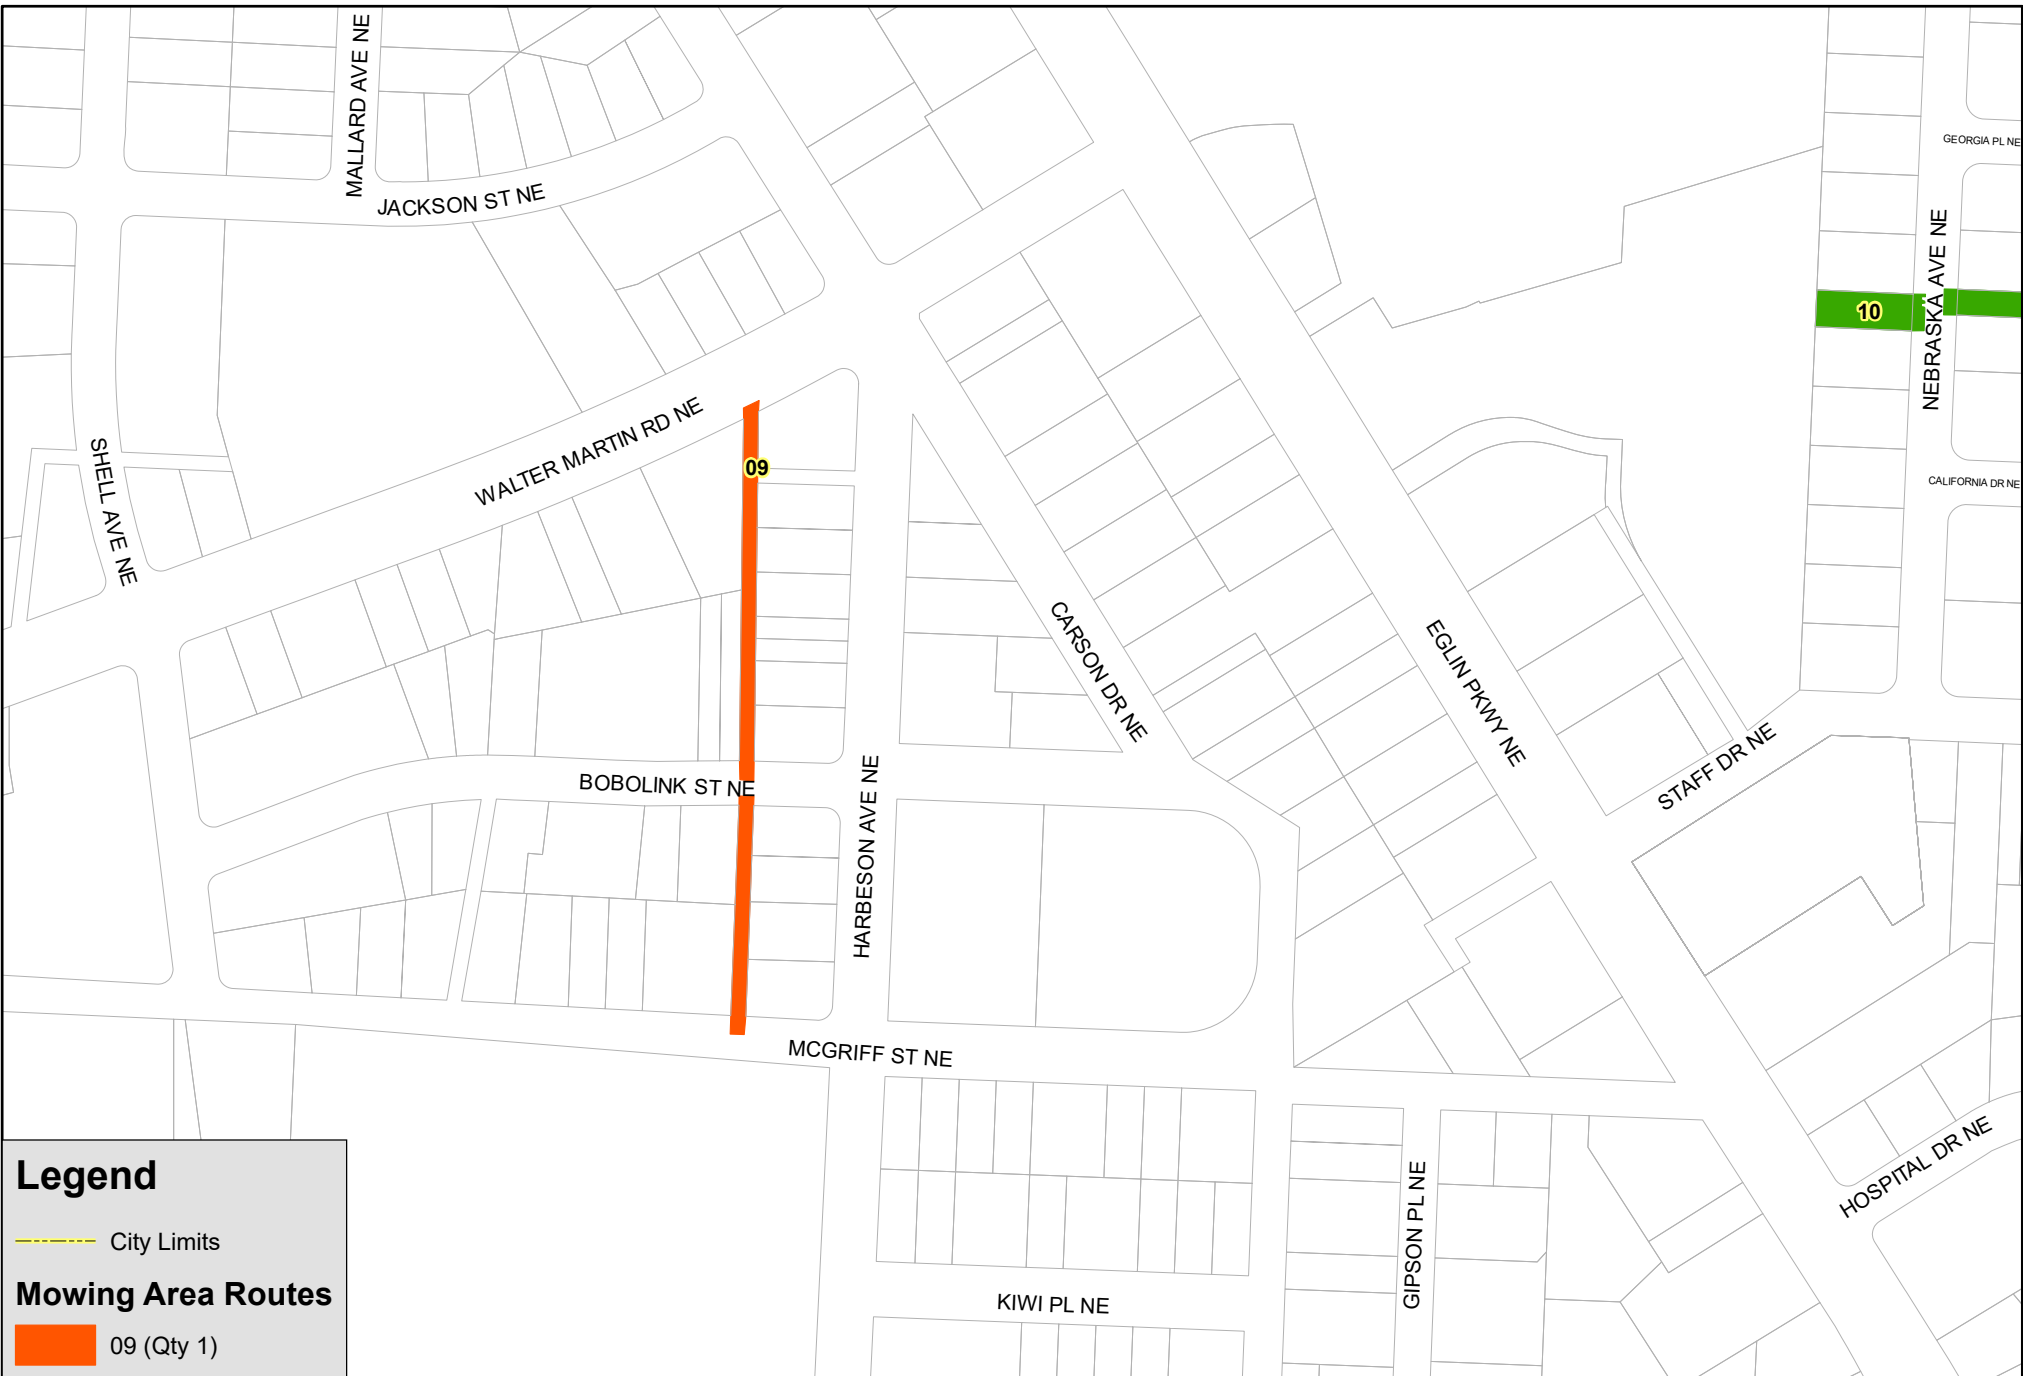 MALLARD AVE NE
GEORGIA PL NE
JACKSON ST NE
NEBRASKA AVE NE
10
WALTER MARTIN RD NE
09
SHELL AVE NE
CALIFORNIA DR NE
CARSON DR NE
EGLIN PKWY NE
STAFF DR NE
BOBOLINK ST NE
HARBESON AVE NE
MCGRIFF ST NE
HOSPITAL DR NE
GIPSON PL NE
KIWI PL NE
Legend
City Limits
Mowing Area Routes
09 (Qty 1)